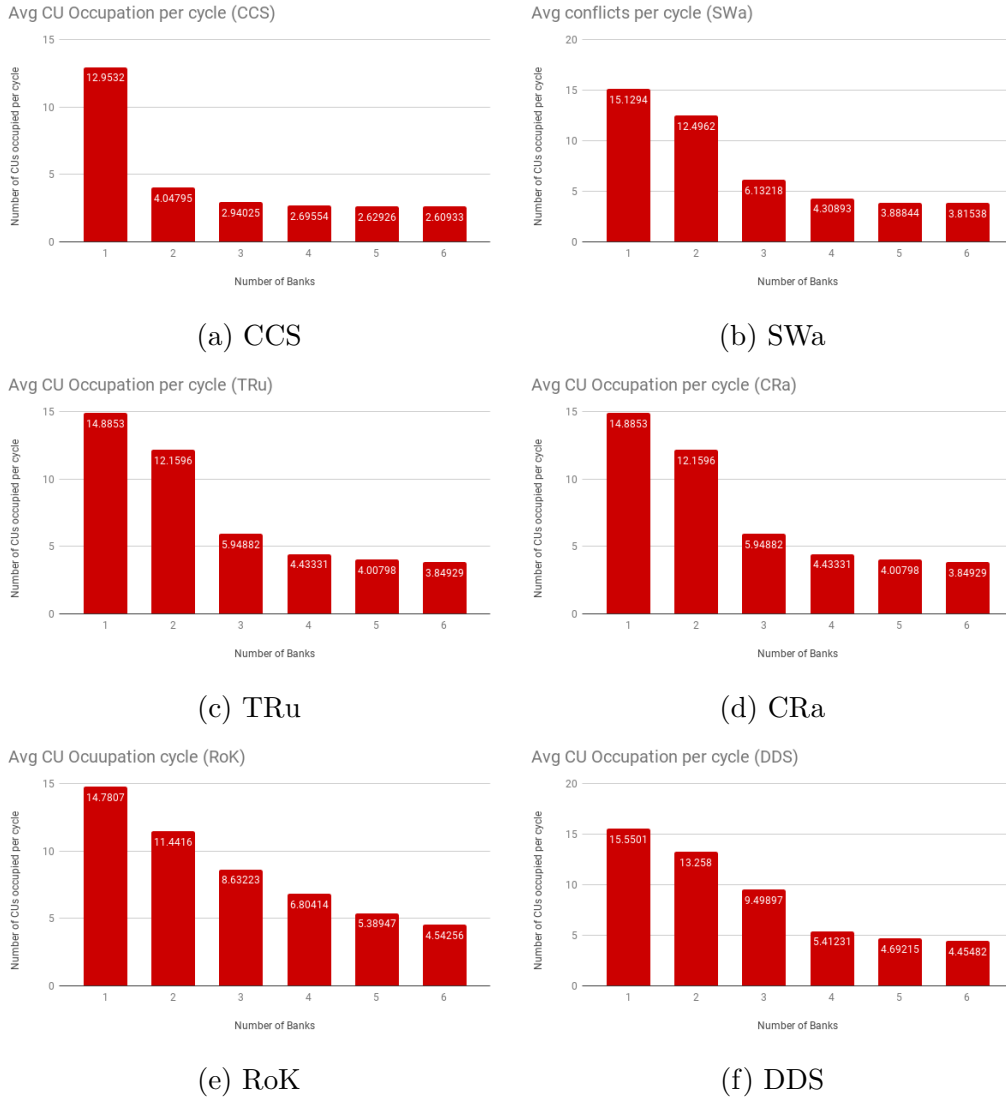 Avg CU Occupation per cycle (CCS)
Number of CUs occupied per cycle
15
10
5
0
12.9532
4.04795
2.94025
2.69554
2.62926
2.60933
1 2 3 4 5 6
Number of Banks
(a) CCS
Avg conflicts per cycle (SWa)
Number of CUs occupied per cycle
20
15
10
5
0
15.1294
12.4962
6.13218
4.30893
3.88844
3.81538
1 2 3 4 5 6
Number of Banks
(b) SWa
Avg CU Occupation per cycle (TRu)
Number of CUs occupied per cycle
15
10
5
0
14.8853
12.1596
5.94882
4.43331
4.00798
3.84929
1 2 3 4 5 6
Number of Banks
(c) TRu
Avg CU Occupation per cycle (CRa)
Number of CUs occupied per cycle
15
10
5
0
14.8853
12.1596
5.94882
4.43331
4.00798
3.84929
1 2 3 4 5 6
Number of Banks
(d) CRa
Avg CU Ocuupation cycle (RoK)
Number of CUs occupied per cycle
15
10
5
0
14.7807
11.4416
8.63223
6.80414
5.38947
4.54256
1 2 3 4 5 6
Number of Banks
(e) RoK
Avg CU Occupation per cycle (DDS)
Number of CUs occupied per cycle
20
15
10
5
0
15.5501
13.258
9.49897
5.41231
4.69215
4.45482
1 2 3 4 5 6
Number of Banks
(f) DDS